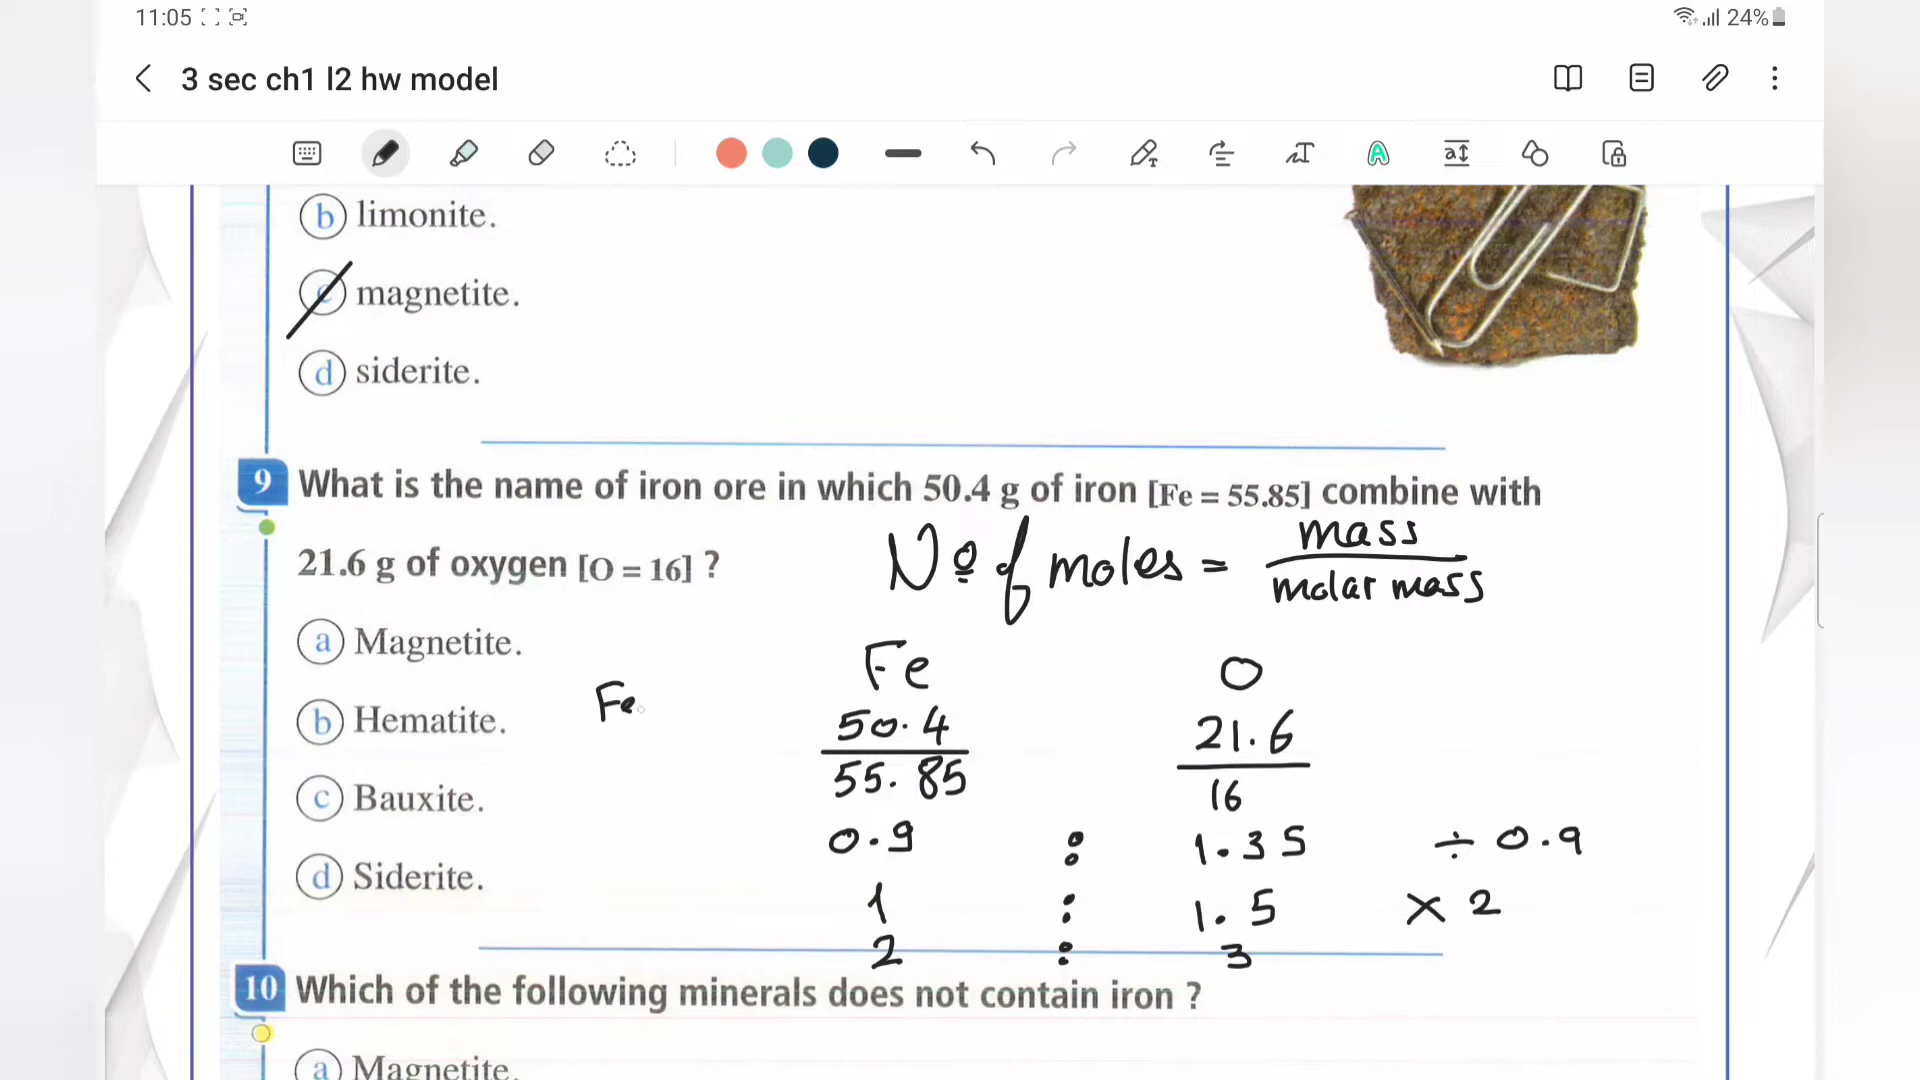 11:05 24%
3 sec ch1 l2 hw model
b limonite.
c magnetite.
d siderite.
9 What is the name of iron ore in which 50.4 g of iron [Fe = 55.85] combine with
21.6 g of oxygen [O = 16] ?
No of moles = mass
molar mass
a Magnetite.
Fe O
b Hematite.
Fe
50.4 21.6
55.85 16
c Bauxite.
0.9 : 1.35 ÷ 0.9
d Siderite.
1 : 1.5 × 2
2 : 3
10 Which of the following minerals does not contain iron ?
a Magnetite.